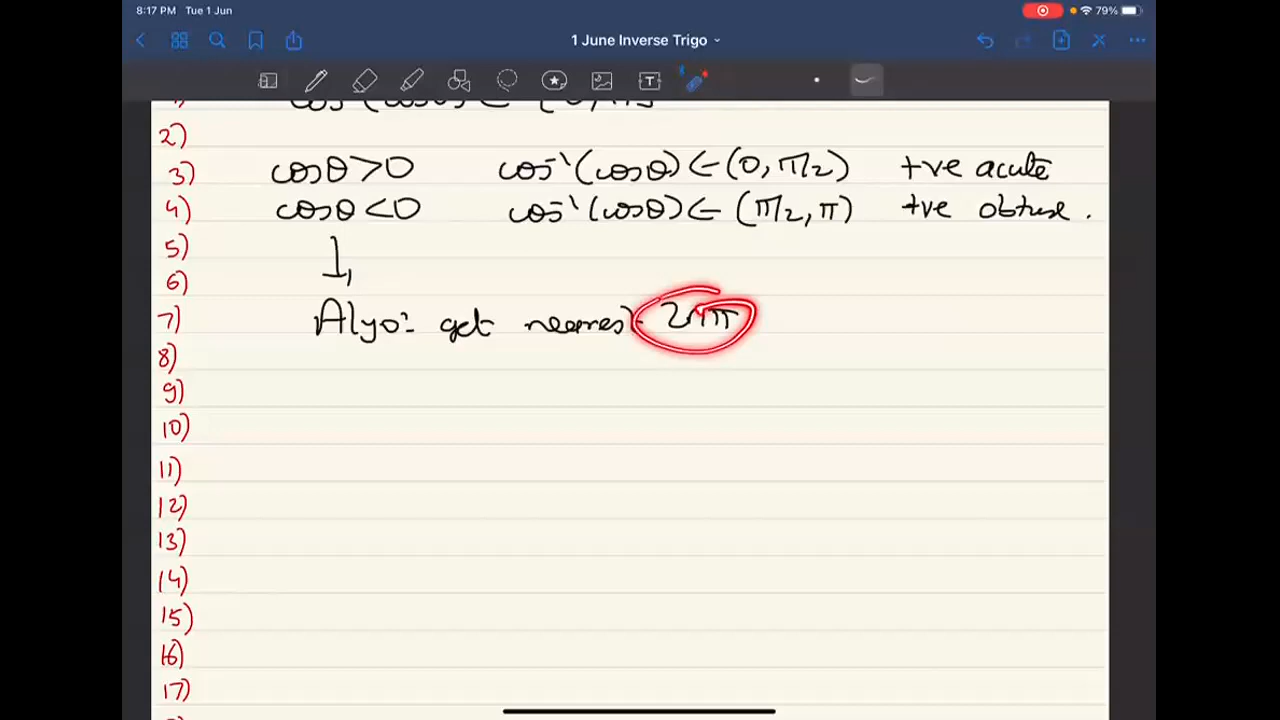 8:17 PM Tue 1 Jun
79%
1 June Inverse Trigo
T
2)
3) cosθ>0 cos⁻¹(cosθ) ∈ (0, π/2) +ve acute
4) cosθ<0 cos⁻¹(cosθ) ∈ (π/2, π) +ve obtuse.
5)
6)
7) Algo: get nearest 2nπ
8)
9)
10)
11)
12)
13)
14)
15)
16)
17)